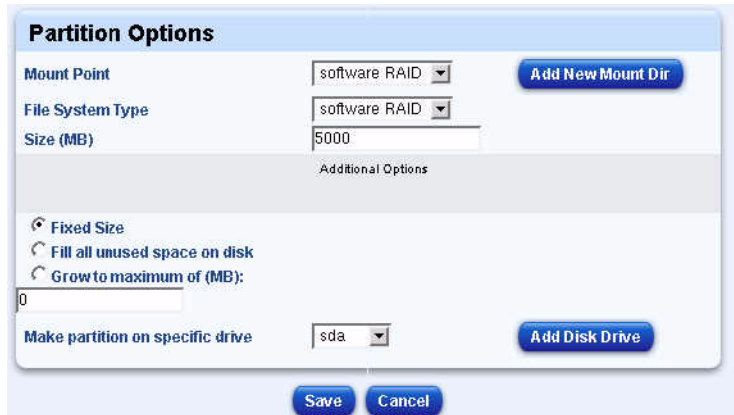 Partition Options
Mount Point software RAID Add New Mount Dir
File System Type software RAID
Size (MB) 5000
Additional Options
Fixed Size
Fill all unused space on disk
Grow to maximum of (MB):
0
Make partition on specific drive sda Add Disk Drive
Save Cancel